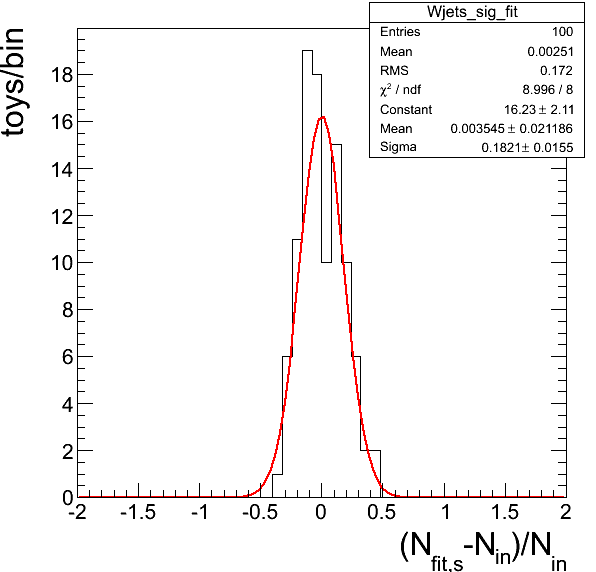 Wjets_sig_fit
Entries 100
Mean 0.00251
RMS 0.172
χ² / ndf 8.996 / 8
Constant 16.23 ± 2.11
Mean 0.003545 ± 0.021186
Sigma 0.1821 ± 0.0155
toys/bin
18
16
14
12
10
8
6
4
2
0
-2 -1.5 -1 -0.5 0 0.5 1 1.5 2
(N_fit,s-N_in)/N_in